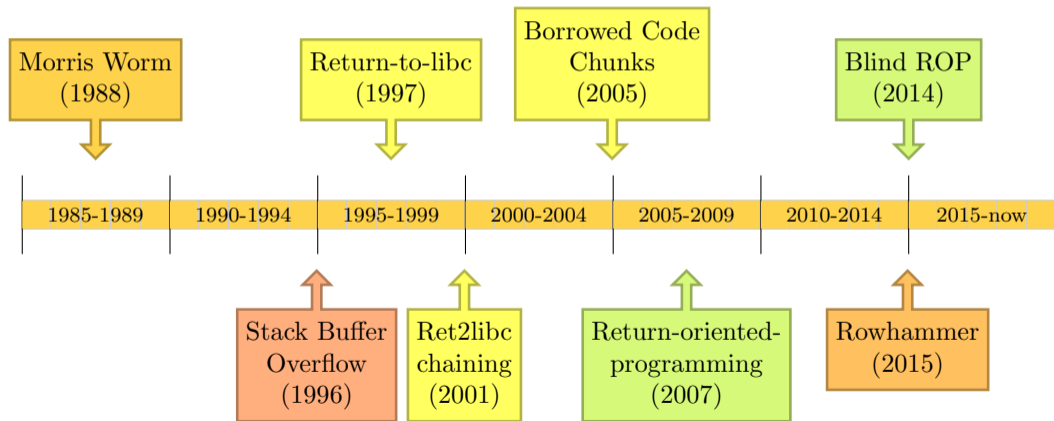 Morris Worm
(1988)
Return-to-libc
(1997)
Borrowed Code
Chunks
(2005)
Blind ROP
(2014)
1985-1989
1990-1994
1995-1999
2000-2004
2005-2009
2010-2014
2015-now
Stack Buffer
Overflow
(1996)
Ret2libc
chaining
(2001)
Return-oriented-
programming
(2007)
Rowhammer
(2015)